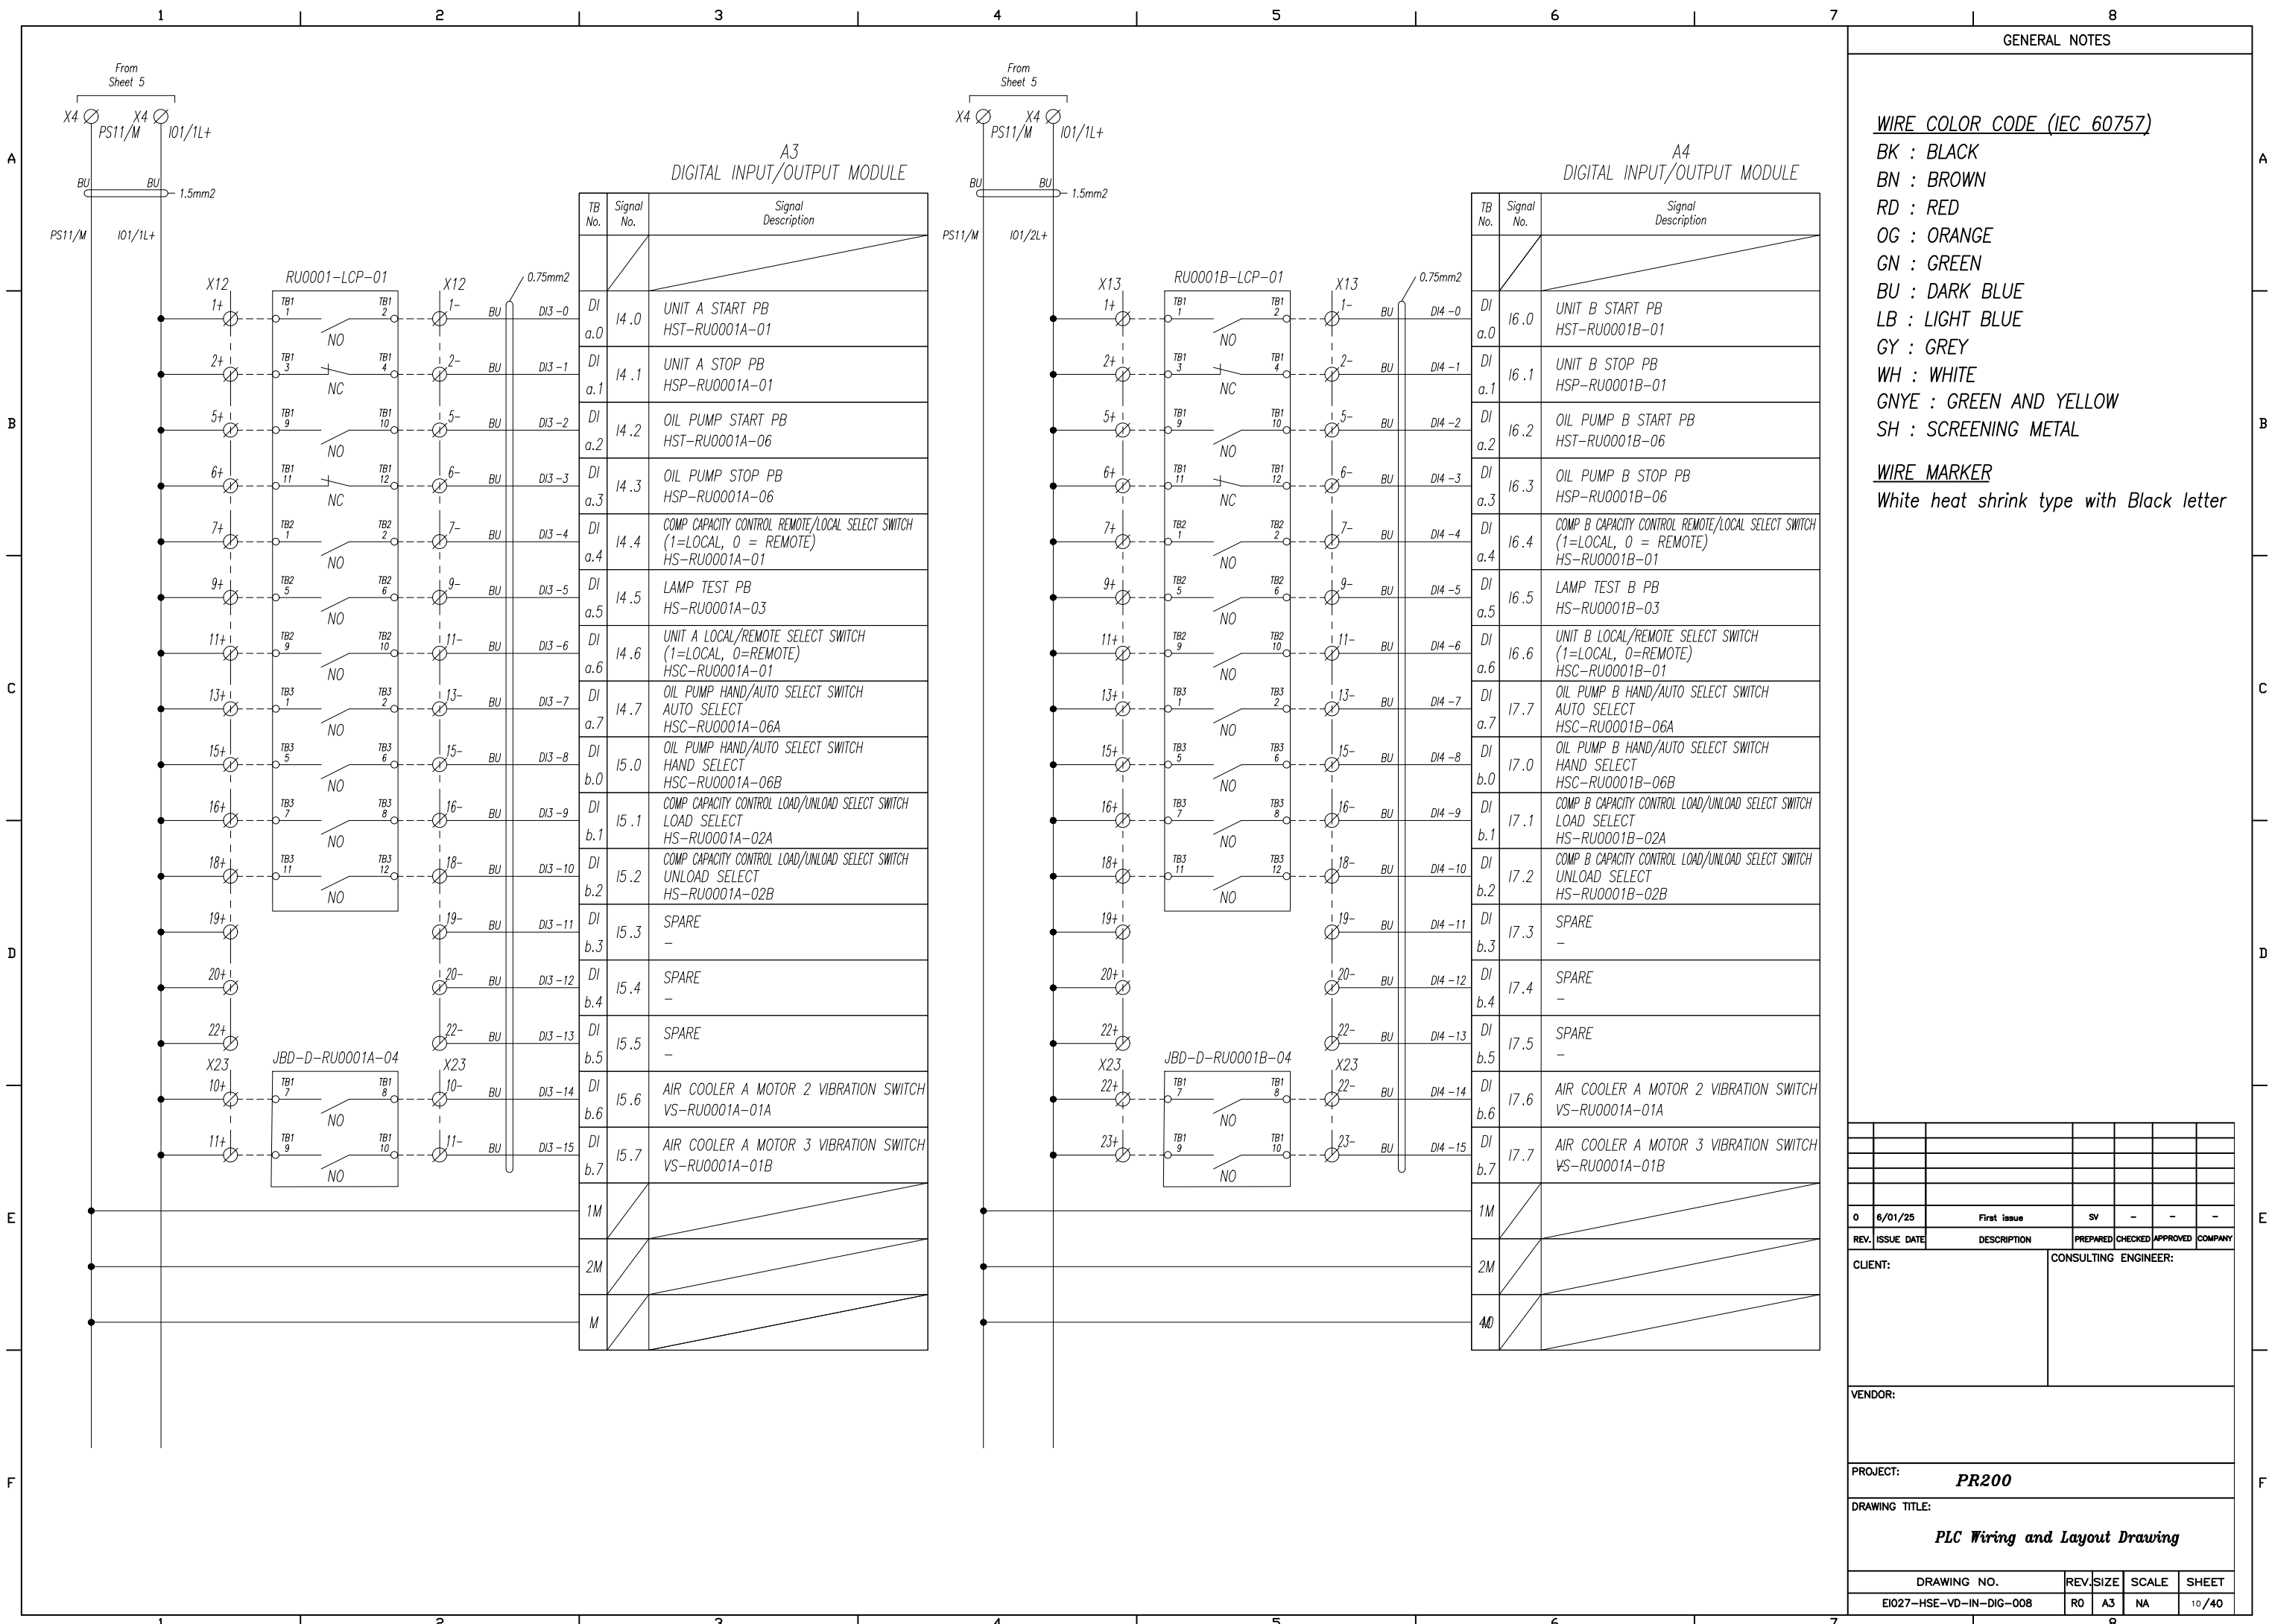 1 2 3 4 5 6 7 8
GENERAL NOTES
WIRE COLOR CODE (IEC 60757)
BK : BLACK
BN : BROWN
RD : RED
OG : ORANGE
GN : GREEN
BU : DARK BLUE
LB : LIGHT BLUE
GY : GREY
WH : WHITE
GNYE : GREEN AND YELLOW
SH : SCREENING METAL
WIRE MARKER
White heat shrink type with Black letter
A
B
C
D
E
F
From
Sheet 5
X4 X4
PS11/M I01/1L+
BU BU
1.5mm2
PS11/M I01/1L+
A3
DIGITAL INPUT/OUTPUT MODULE
TB No. Signal No. Signal Description
X12 RU0001-LCP-01 X12 0.75mm2
1+ TB1 1 NO TB1 2 1- BU DI3-0 DI a.0 I4.0 UNIT A START PB
HST-RU0001A-01
2+ TB1 3 NC TB1 4 2- BU DI3-1 DI a.1 I4.1 UNIT A STOP PB
HSP-RU0001A-01
5+ TB1 9 NO TB1 10 5- BU DI3-2 DI a.2 I4.2 OIL PUMP START PB
HST-RU0001A-06
6+ TB1 11 NC TB1 12 6- BU DI3-3 DI a.3 I4.3 OIL PUMP STOP PB
HSP-RU0001A-06
7+ TB2 1 NO TB2 2 7- BU DI3-4 DI a.4 I4.4 COMP CAPACITY CONTROL REMOTE/LOCAL SELECT SWITCH
(1=LOCAL, 0 = REMOTE)
HS-RU0001A-01
9+ TB2 5 NO TB2 6 9- BU DI3-5 DI a.5 I4.5 LAMP TEST PB
HS-RU0001A-03
11+ TB2 9 NO TB2 10 11- BU DI3-6 DI a.6 I4.6 UNIT A LOCAL/REMOTE SELECT SWITCH
(1=LOCAL, 0=REMOTE)
HSC-RU0001A-01
13+ TB3 1 NO TB3 2 13- BU DI3-7 DI a.7 I4.7 OIL PUMP HAND/AUTO SELECT SWITCH
AUTO SELECT
HSC-RU0001A-06A
15+ TB3 5 NO TB3 6 15- BU DI3-8 DI b.0 I5.0 OIL PUMP HAND/AUTO SELECT SWITCH
HAND SELECT
HSC-RU0001A-06B
16+ TB3 7 NO TB3 8 16- BU DI3-9 DI b.1 I5.1 COMP CAPACITY CONTROL LOAD/UNLOAD SELECT SWITCH
LOAD SELECT
HS-RU0001A-02A
18+ TB3 11 NO TB3 12 18- BU DI3-10 DI b.2 I5.2 COMP CAPACITY CONTROL LOAD/UNLOAD SELECT SWITCH
UNLOAD SELECT
HS-RU0001A-02B
19+ 19- BU DI3-11 DI b.3 I5.3 SPARE
-
20+ 20- BU DI3-12 DI b.4 I5.4 SPARE
-
22+ 22- BU DI3-13 DI b.5 I5.5 SPARE
-
X23 JBD-D-RU0001A-04 X23
10+ TB1 7 NO TB1 8 10- BU DI3-14 DI b.6 I5.6 AIR COOLER A MOTOR 2 VIBRATION SWITCH
VS-RU0001A-01A
11+ TB1 9 NO TB1 10 11- BU DI3-15 DI b.7 I5.7 AIR COOLER A MOTOR 3 VIBRATION SWITCH
VS-RU0001A-01B
1M
2M
M
From
Sheet 5
X4 X4
PS11/M I01/1L+
BU BU
1.5mm2
PS11/M I01/2L+
A4
DIGITAL INPUT/OUTPUT MODULE
TB No. Signal No. Signal Description
X13 RU0001B-LCP-01 X13 0.75mm2
1+ TB1 1 NO TB1 2 1- BU DI4-0 DI a.0 I6.0 UNIT B START PB
HST-RU0001B-01
2+ TB1 3 NC TB1 4 2- BU DI4-1 DI a.1 I6.1 UNIT B STOP PB
HSP-RU0001B-01
5+ TB1 9 NO TB1 10 5- BU DI4-2 DI a.2 I6.2 OIL PUMP B START PB
HST-RU0001B-06
6+ TB1 11 NC TB1 12 6- BU DI4-3 DI a.3 I6.3 OIL PUMP B STOP PB
HSP-RU0001B-06
7+ TB2 1 NO TB2 2 7- BU DI4-4 DI a.4 I6.4 COMP B CAPACITY CONTROL REMOTE/LOCAL SELECT SWITCH
(1=LOCAL, 0 = REMOTE)
HS-RU0001B-01
9+ TB2 5 NO TB2 6 9- BU DI4-5 DI a.5 I6.5 LAMP TEST B PB
HS-RU0001B-03
11+ TB2 9 NO TB2 10 11- BU DI4-6 DI a.6 I6.6 UNIT B LOCAL/REMOTE SELECT SWITCH
(1=LOCAL, 0=REMOTE)
HSC-RU0001B-01
13+ TB3 1 NO TB3 2 13- BU DI4-7 DI a.7 I7.7 OIL PUMP B HAND/AUTO SELECT SWITCH
AUTO SELECT
HSC-RU0001B-06A
15+ TB3 5 NO TB3 6 15- BU DI4-8 DI b.0 I7.0 OIL PUMP B HAND/AUTO SELECT SWITCH
HAND SELECT
HSC-RU0001B-06B
16+ TB3 7 NO TB3 8 16- BU DI4-9 DI b.1 I7.1 COMP B CAPACITY CONTROL LOAD/UNLOAD SELECT SWITCH
LOAD SELECT
HS-RU0001B-02A
18+ TB3 11 NO TB3 12 18- BU DI4-10 DI b.2 I7.2 COMP B CAPACITY CONTROL LOAD/UNLOAD SELECT SWITCH
UNLOAD SELECT
HS-RU0001B-02B
19+ 19- BU DI4-11 DI b.3 I7.3 SPARE
-
20+ 20- BU DI4-12 DI b.4 I7.4 SPARE
-
22+ 22- BU DI4-13 DI b.5 I7.5 SPARE
-
X23 JBD-D-RU0001B-04 X23
22+ TB1 7 NO TB1 8 22- BU DI4-14 DI b.6 I7.6 AIR COOLER A MOTOR 2 VIBRATION SWITCH
VS-RU0001A-01A
23+ TB1 9 NO TB1 10 23- BU DI4-15 DI b.7 I7.7 AIR COOLER A MOTOR 3 VIBRATION SWITCH
VS-RU0001A-01B
1M
2M
A
B
C
D
E
F
0 6/01/25 First issue SV - - -
REV. ISSUE DATE DESCRIPTION PREPARED CHECKED APPROVED COMPANY
CLIENT: CONSULTING ENGINEER:
VENDOR:
PROJECT: PR200
DRAWING TITLE:
PLC Wiring and Layout Drawing
DRAWING NO. REV. SIZE SCALE SHEET
EI027-HSE-VD-IN-DIG-008 R0 A3 NA 10/40
1 2 3 4 5 6 7 8